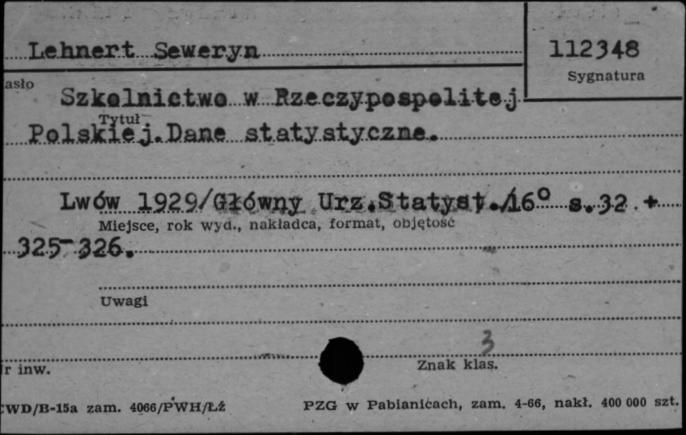 Lehnert Seweryn
112348
Sygnatura
asło
Szkolnictwo w Rzeczypospolitej
Tytuł
Polskiej.Dane statystyczne.
Lwów 1929/Główny Urz.Statyst./16° s.32 +
Miejsce, rok wyd., nakładca, format, objętość
325-326.
Uwagi
3
r inw.
Znak klas.
WD/B-15a zam. 4066/PWH/Łź
PZG w Pabianicach, zam. 4-66, nakł. 400 000 szt.